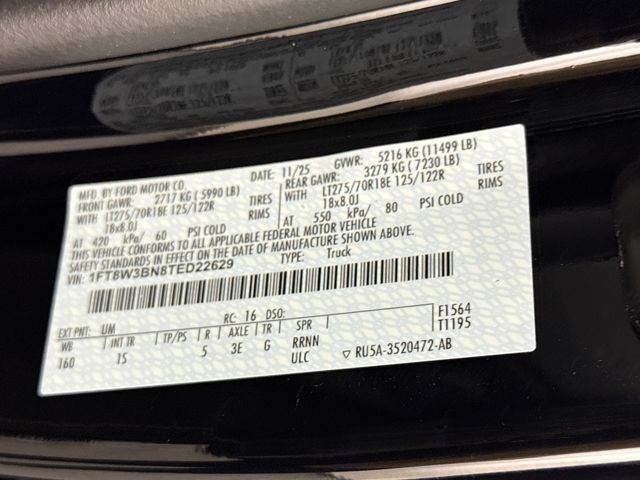 MFD. BY FORD MOTOR CO.
DATE: 11/25 GVWR: 5216 KG (11499 LB)
FRONT GAWR: 2717 KG (5990 LB) REAR GAWR: 3279 KG (7230 LB)
WITH LT275/70R18E 125/122R TIRES WITH LT275/70R18E 125/122R TIRES
18x8.0J RIMS 18x8.0J RIMS
AT 420 kPa/ 60 PSI COLD AT 550 kPa/ 80 PSI COLD
THIS VEHICLE CONFORMS TO ALL APPLICABLE FEDERAL MOTOR VEHICLE
SAFETY STANDARDS IN EFFECT ON THE DATE OF MANUFACTURE SHOWN ABOVE.
VIN: 1FT8W3BN8TED22629 TYPE: Truck
RC: 16 DSO: F1564
EXT PNT: UM T1195
WB INT TR TP/PS R AXLE TR SPR
160 1S 5 3E G RRNN
ULC ▽ RU5A-3520472-AB